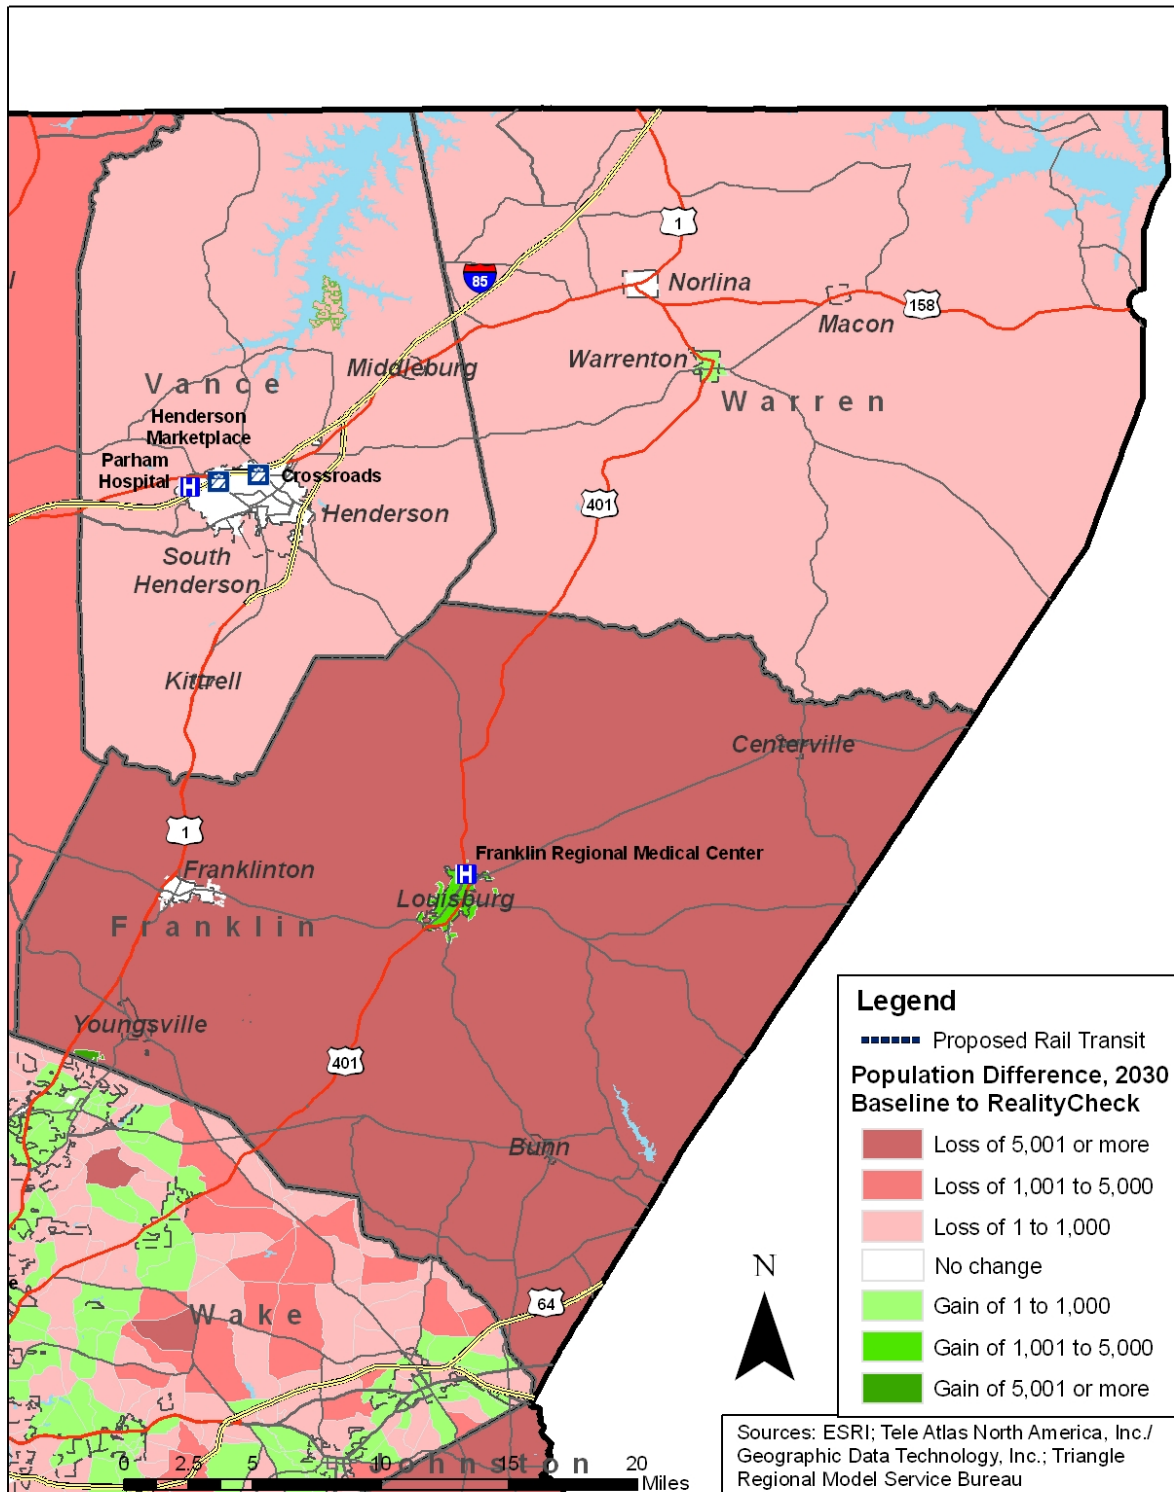 1
85
Norlina
158
Macon
Middleburg
Warrenton
Vance
Warren
Henderson
Marketplace
Parham
Hospital
H
Crossroads
401
Henderson
South
Henderson
Kittrell
Centerville
1
Franklin Regional Medical Center
H
Franklinton
Louisburg
Franklin
Youngsville
401
Bunn
64
Wake
Johnston
N
0 2.5 5 10 15 20
Miles
Legend
Proposed Rail Transit
Population Difference, 2030
Baseline to RealityCheck
Loss of 5,001 or more
Loss of 1,001 to 5,000
Loss of 1 to 1,000
No change
Gain of 1 to 1,000
Gain of 1,001 to 5,000
Gain of 5,001 or more
Sources: ESRI; Tele Atlas North America, Inc./
Geographic Data Technology, Inc.; Triangle
Regional Model Service Bureau